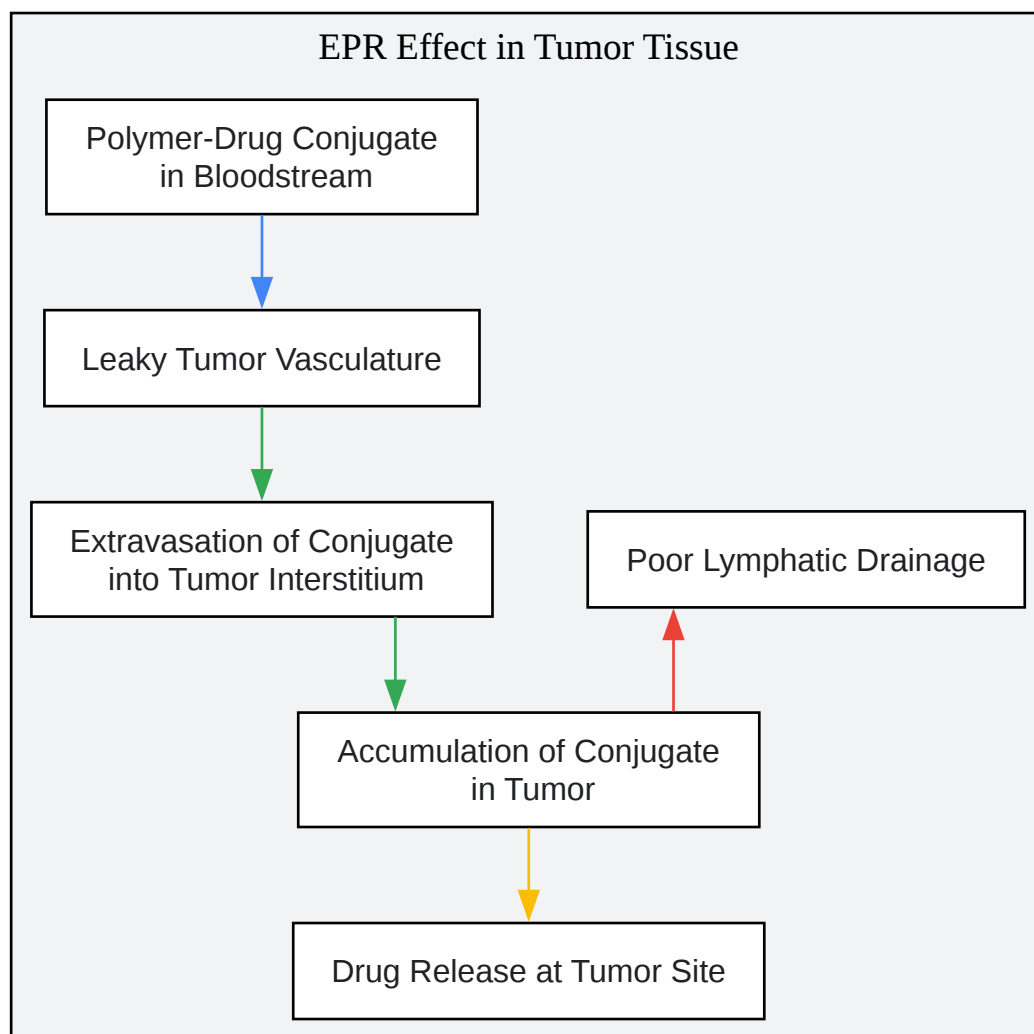 EPR Effect in Tumor Tissue
Polymer-Drug Conjugate
in Bloodstream
Leaky Tumor Vasculature
Extravasation of Conjugate
into Tumor Interstitium
Poor Lymphatic Drainage
Accumulation of Conjugate
in Tumor
Drug Release at Tumor Site